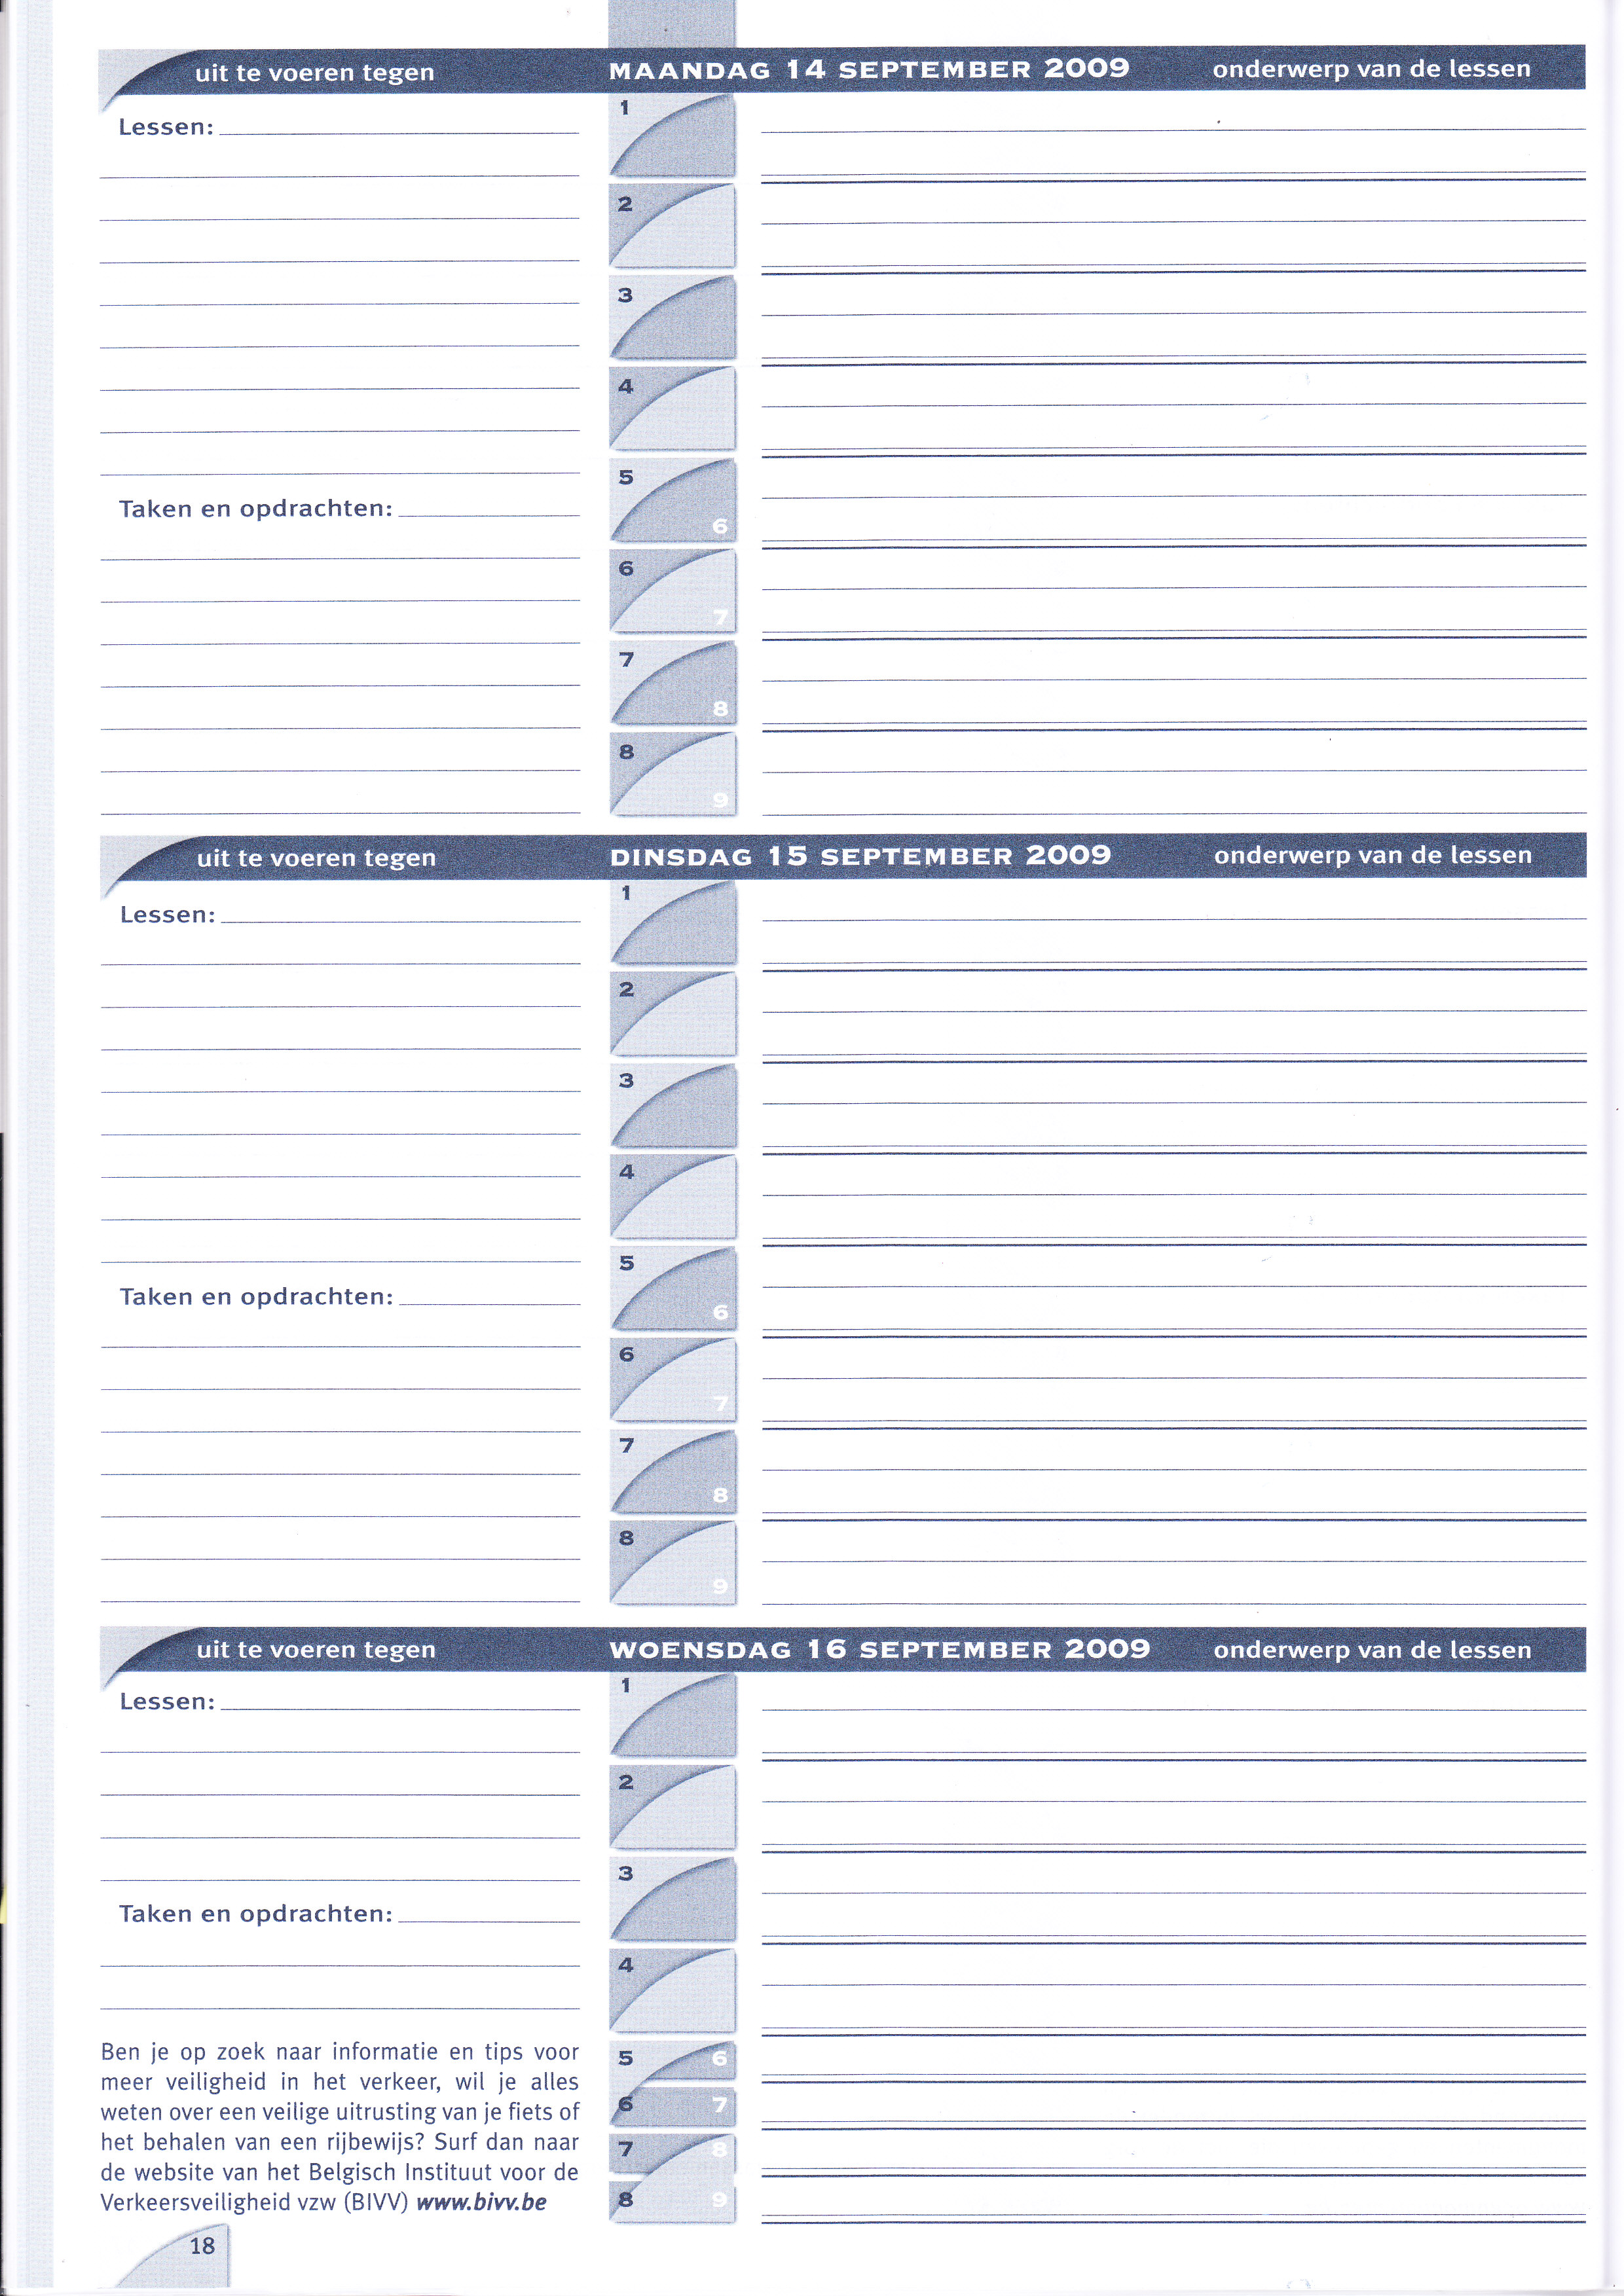 uit te voeren tegen MAANDAG 14 SEPTEMBER 2009 onderwerp van de lessen
Lessen:
Taken en opdrachten:
1
2
3
4
5 6
6 7
7 8
8 9
uit te voeren tegen DINSDAG 15 SEPTEMBER 2009 onderwerp van de lessen
Lessen:
Taken en opdrachten:
1
2
3
4
5 6
6 7
7 8
8 9
uit te voeren tegen WOENSDAG 16 SEPTEMBER 2009 onderwerp van de lessen
Lessen:
Taken en opdrachten:
1
2
3
4
5 6
6 7
7 8
8 9
Ben je op zoek naar informatie en tips voor
meer veiligheid in het verkeer, wil je alles
weten over een veilige uitrusting van je fiets of
het behalen van een rijbewijs? Surf dan naar
de website van het Belgisch Instituut voor de
Verkeersveiligheid vzw (BIVV) www.bivv.be
18